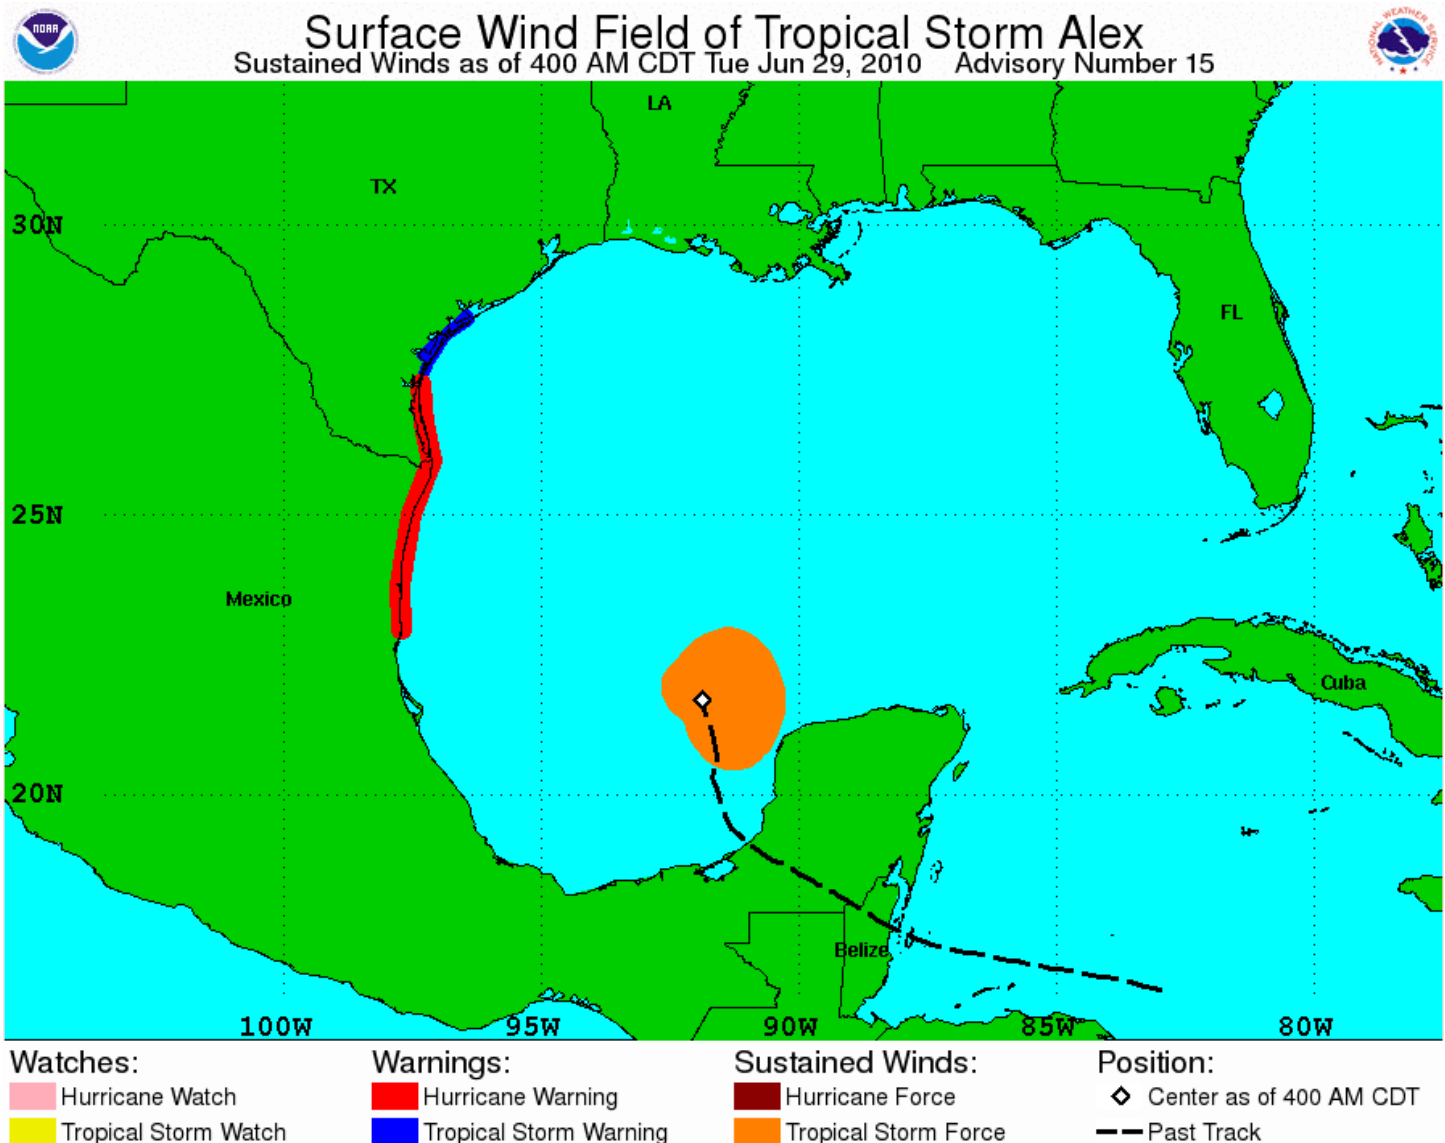 Surface Wind Field of Tropical Storm Alex
Sustained Winds as of 400 AM CDT Tue Jun 29, 2010 Advisory Number 15
NOAA
NATIONAL WEATHER SERVICE
LA
TX
30N
FL
25N
Mexico
Cuba
20N
Belize
100W 95W 90W 85W 80W
Watches: Warnings: Sustained Winds: Position:
Hurricane Watch Hurricane Warning Hurricane Force Center as of 400 AM CDT
Tropical Storm Watch Tropical Storm Warning Tropical Storm Force Past Track